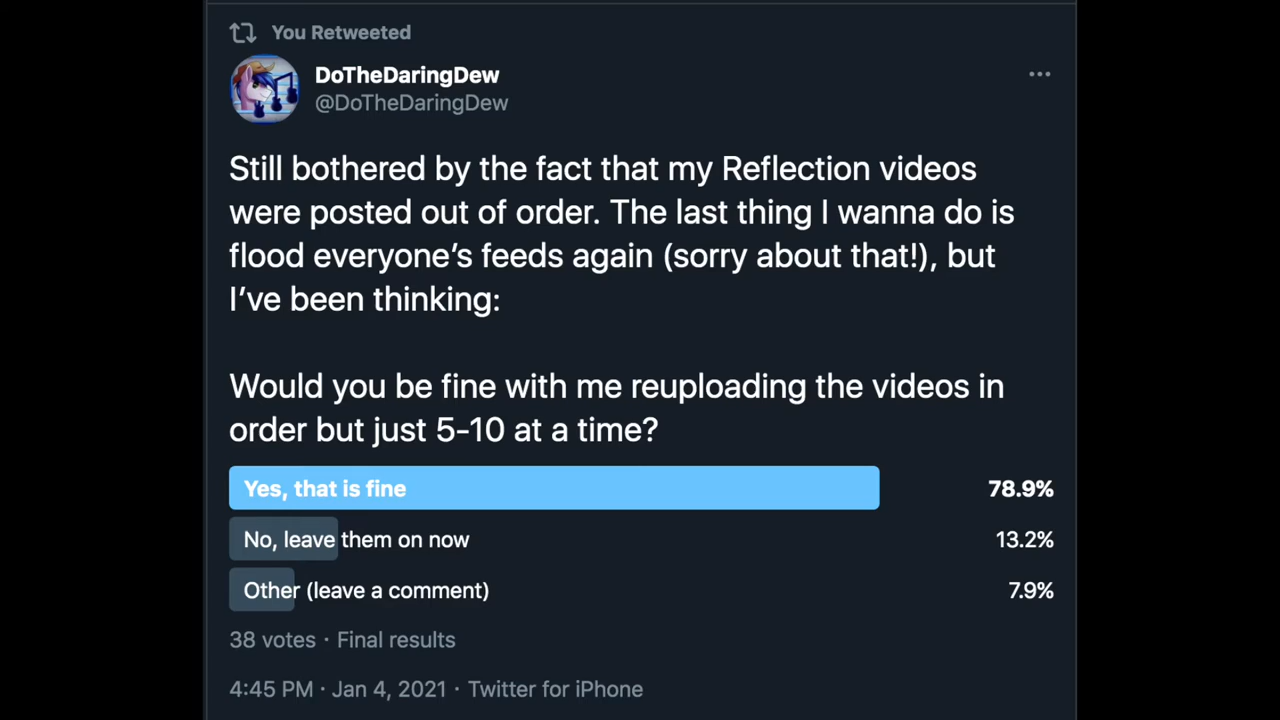 You Retweeted
DoTheDaringDew
@DoTheDaringDew
Still bothered by the fact that my Reflection videos
were posted out of order. The last thing I wanna do is
flood everyone’s feeds again (sorry about that!), but
I’ve been thinking:
Would you be fine with me reuploading the videos in
order but just 5-10 at a time?
Yes, that is fine 78.9%
No, leave them on now 13.2%
Other (leave a comment) 7.9%
38 votes · Final results
4:45 PM · Jan 4, 2021 · Twitter for iPhone